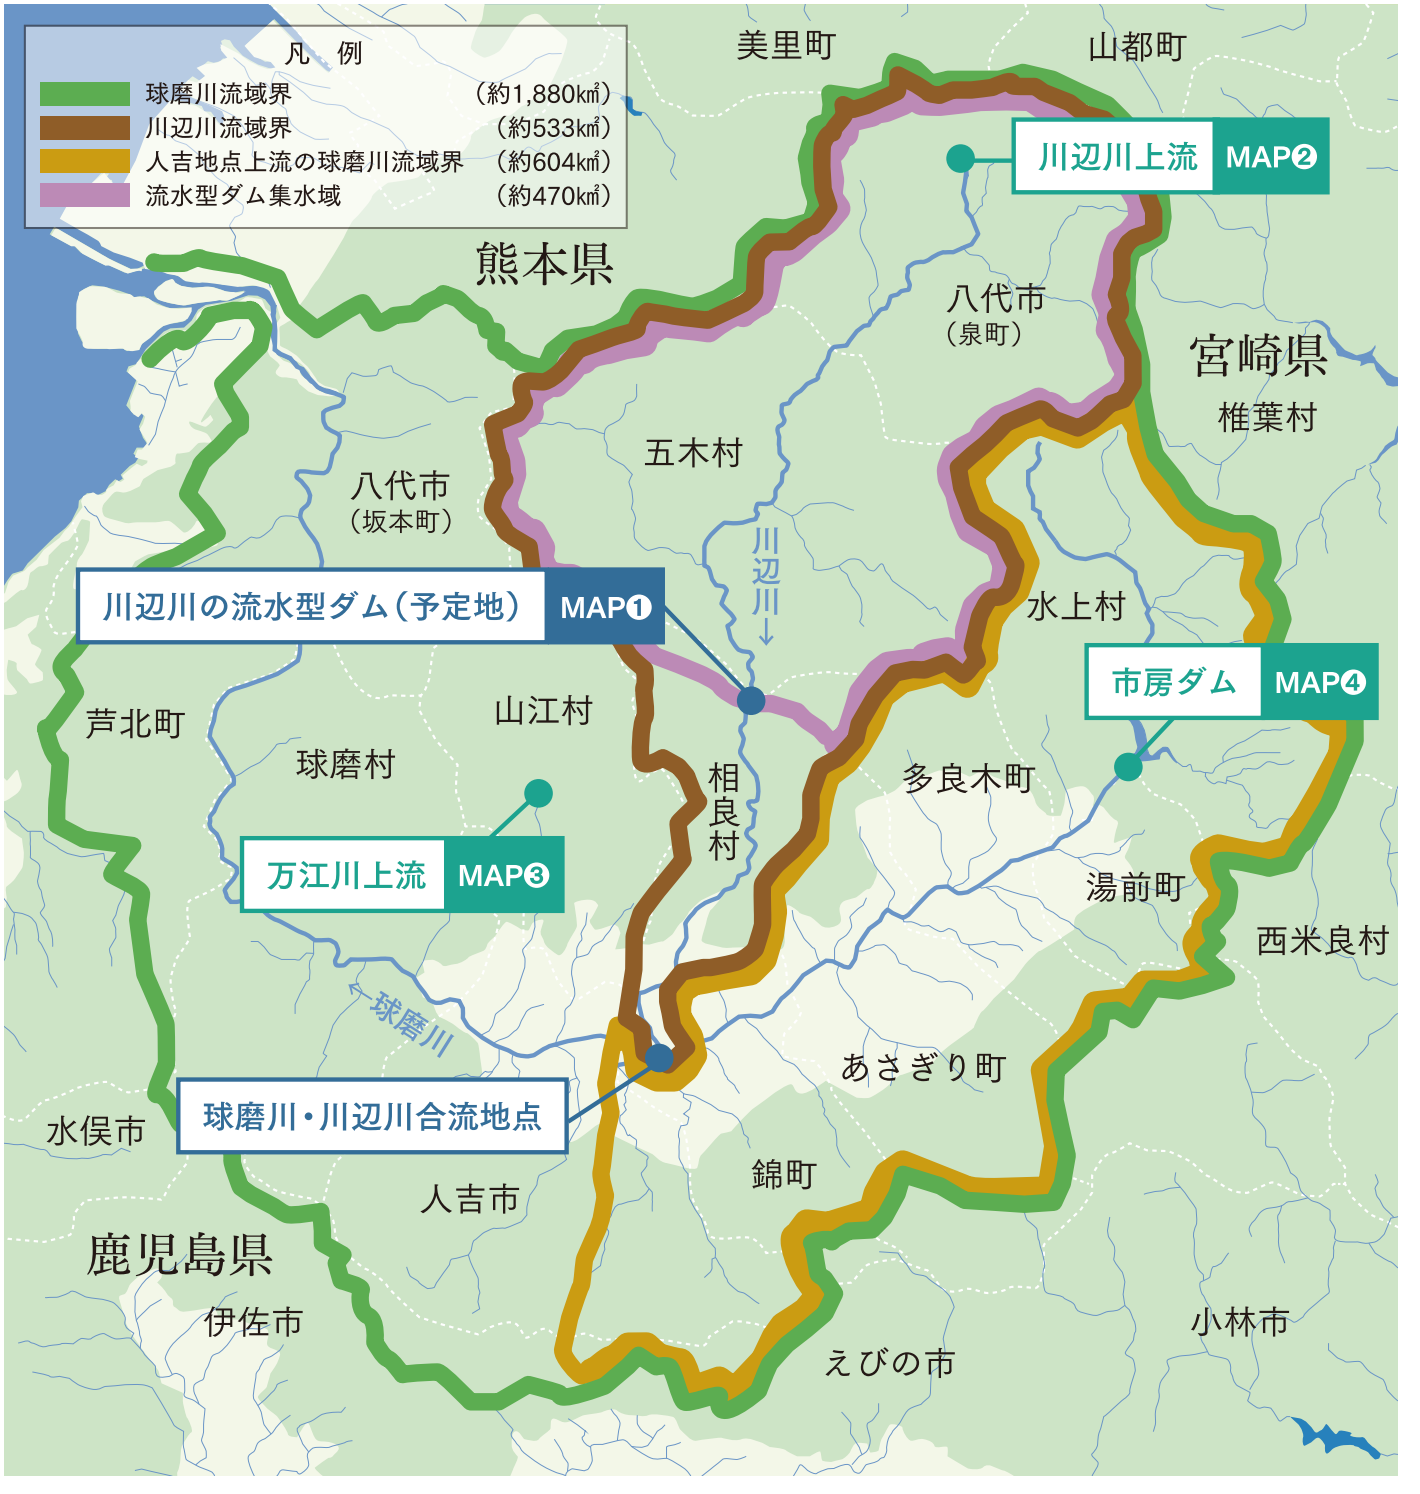 凡 例
球磨川流域界 （約1,880㎢）
川辺川流域界 （約533㎢）
人吉地点上流の球磨川流域界 （約604㎢）
流水型ダム集水域 （約470㎢）
美里町
山都町
川辺川上流 MAP❷
熊本県
八代市
（泉町）
宮崎県
椎葉村
五木村
八代市
（坂本町）
川辺川→
川辺川の流水型ダム（予定地） MAP❶
水上村
市房ダム MAP❹
芦北町
山江村
球磨村
相良村
多良木町
万江川上流 MAP❸
湯前町
西米良村
←球磨川
あさぎり町
球磨川・川辺川合流地点
水俣市
錦町
人吉市
鹿児島県
伊佐市
小林市
えびの市